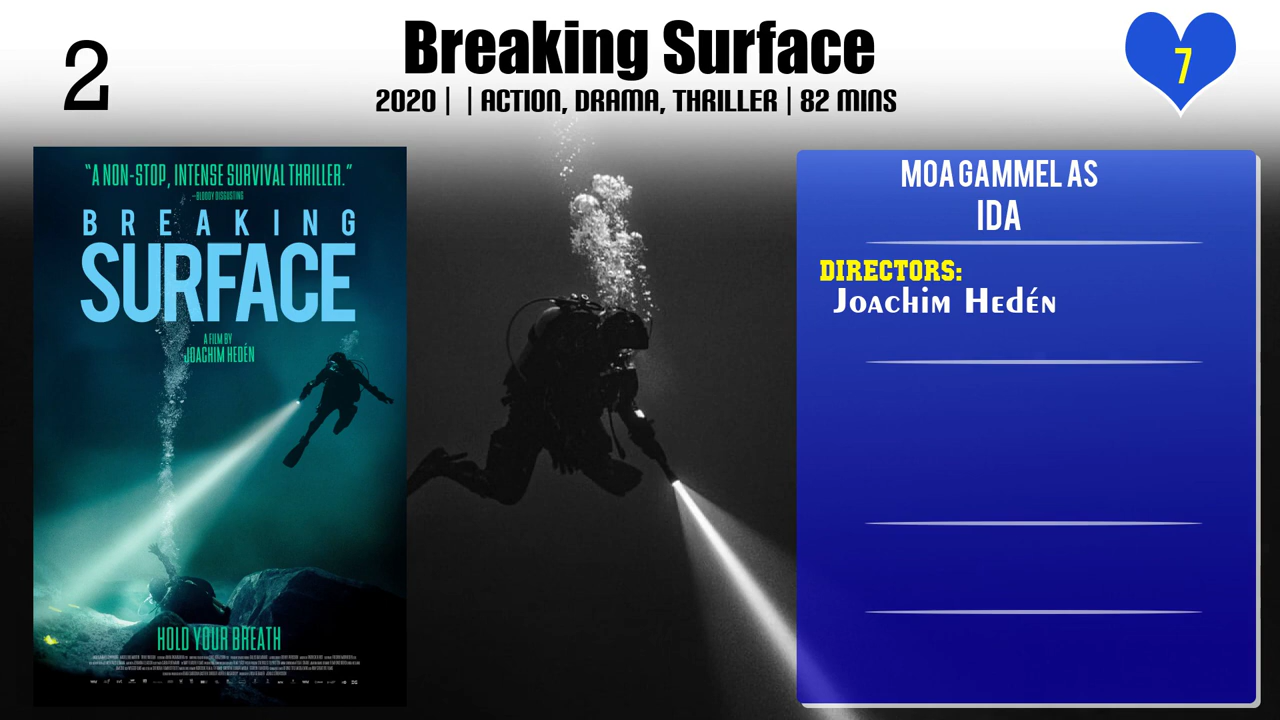 2
Breaking Surface
2020 | | ACTION, DRAMA, THRILLER | 82 MINS
7
"A NON-STOP, INTENSE SURVIVAL THRILLER."
–BLOODY DISGUSTING
BREAKING
SURFACE
A FILM BY
JOACHIM HEDÉN
HOLD YOUR BREATH
MOA GAMMEL AS
IDA
DIRECTORS:
Joachim Hedén